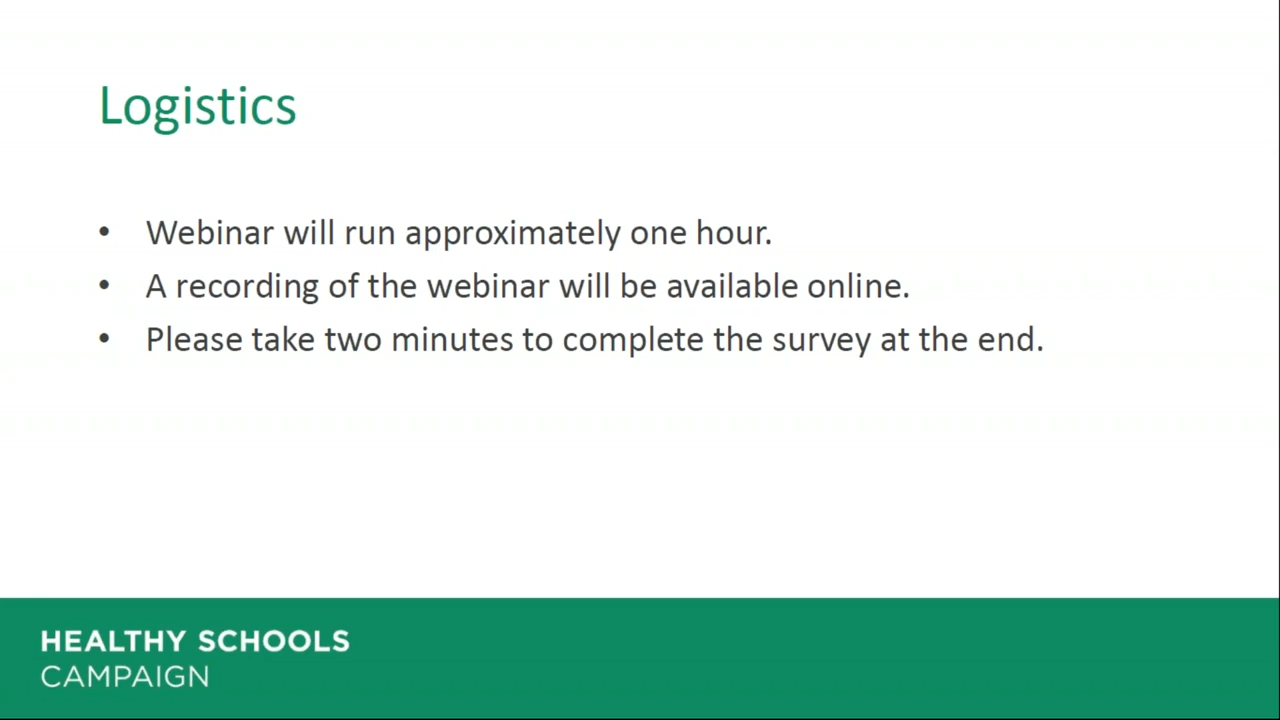 Logistics
• Webinar will run approximately one hour.
• A recording of the webinar will be available online.
• Please take two minutes to complete the survey at the end.
HEALTHY SCHOOLS
CAMPAIGN